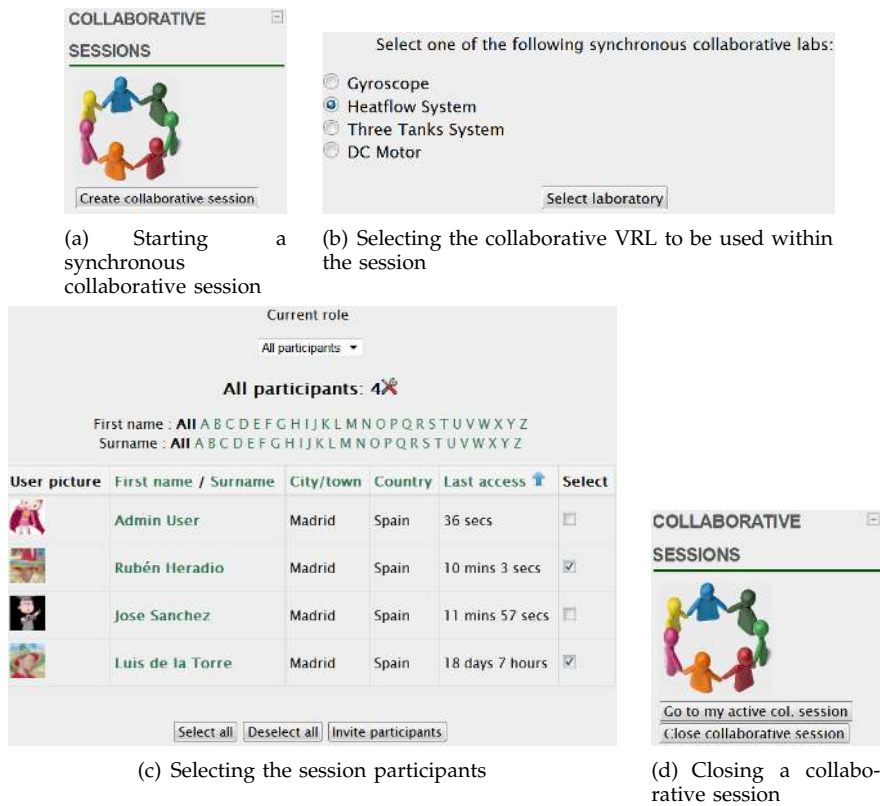 COLLABORATIVE
SESSIONS
Create collaborative session
(a) Starting a
synchronous
collaborative session
Select one of the following synchronous collaborative labs:
Gyroscope
Heatflow System
Three Tanks System
DC Motor
Select laboratory
(b) Selecting the collaborative VRL to be used within
the session
Current role
All participants
All participants: 4
First name : All A B C D E F G H I J K L M N O P Q R S T U V W X Y Z
Surname : All A B C D E F G H I J K L M N O P Q R S T U V W X Y Z
User picture First name / Surname City/town Country Last access Select
Admin User Madrid Spain 36 secs
Rubén Heradio Madrid Spain 10 mins 3 secs
Jose Sanchez Madrid Spain 11 mins 57 secs
Luis de la Torre Madrid Spain 18 days 7 hours
Select all Deselect all Invite participants
(c) Selecting the session participants
COLLABORATIVE
SESSIONS
Go to my active col. session
Close collaborative session
(d) Closing a collabo-
rative session